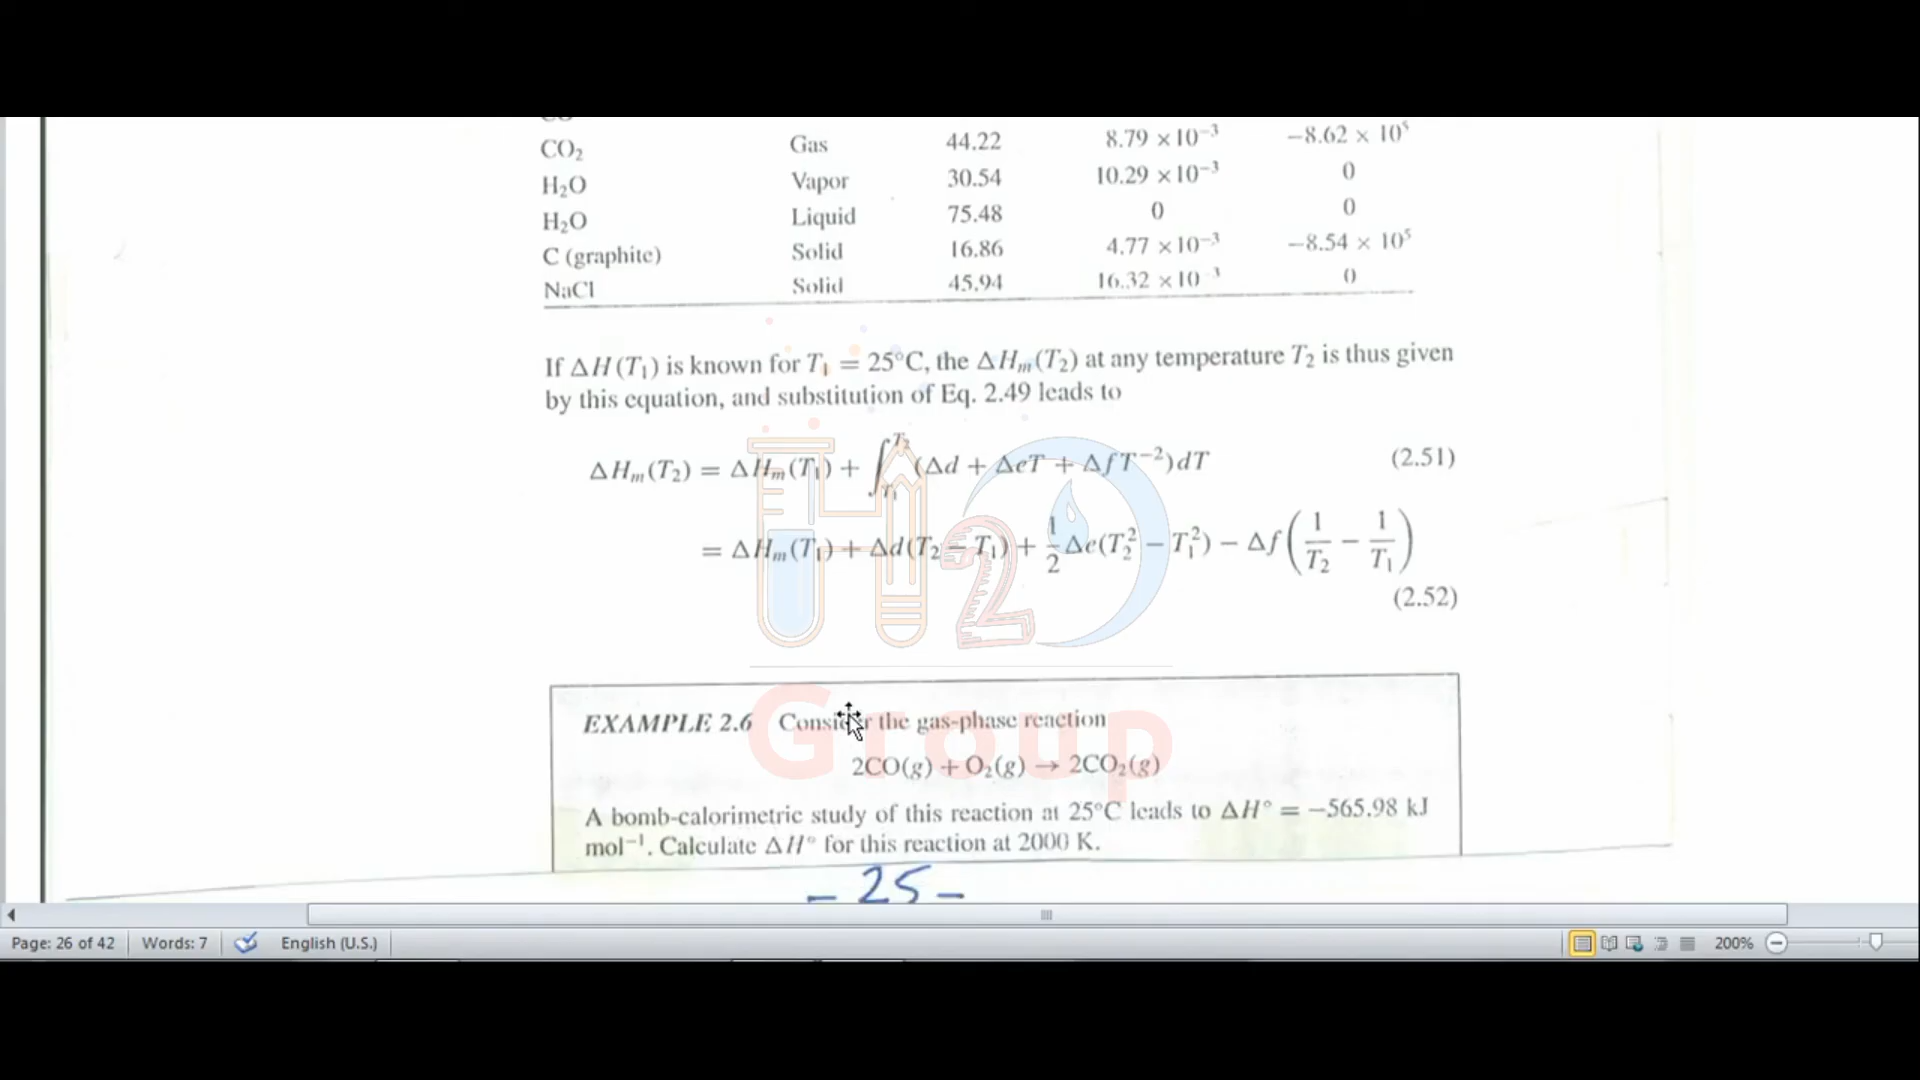 CO₂ Gas 44.22 8.79 ×10⁻³ −8.62 × 10⁵
H₂O Vapor 30.54 10.29 ×10⁻³ 0
H₂O Liquid 75.48 0 0
C (graphite) Solid 16.86 4.77 ×10⁻³ −8.54 × 10⁵
NaCl Solid 45.94 16.32 ×10⁻³ 0
If ΔH(T₁) is known for T₁ = 25°C, the ΔHₘ(T₂) at any temperature T₂ is thus given
by this equation, and substitution of Eq. 2.49 leads to
ΔHₘ(T₂) = ΔHₘ(T₁) + ∫_{T₁}^{T₂} (Δd + ΔeT + ΔfT⁻²)dT (2.51)
= ΔHₘ(T₁) + Δd(T₂ − T₁) + 1/2 Δe(T₂² − T₁²) − Δf(1/T₂ − 1/T₁)
(2.52)
H2O
Group
EXAMPLE 2.6 Consider the gas-phase reaction
2CO(g) + O₂(g) → 2CO₂(g)
A bomb-calorimetric study of this reaction at 25°C leads to ΔH° = −565.98 kJ
mol⁻¹. Calculate ΔH° for this reaction at 2000 K.
- 25 -
Page: 26 of 42 Words: 7 English (U.S.) 200%